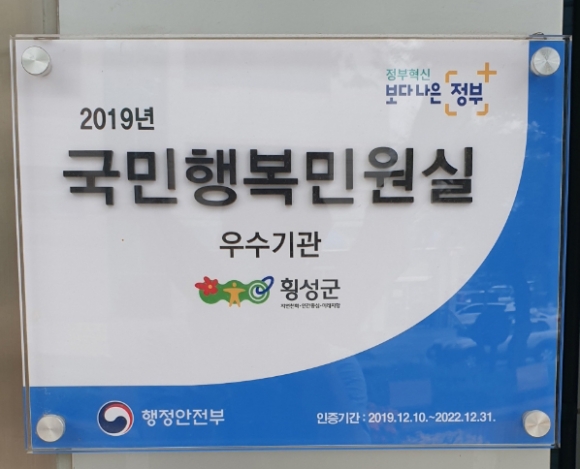 정부혁신
보다나은 정부
2019년
국민행복민원실
우수기관
횡성군
행정안전부
인증기간 : 2019.12.10.~2022.12.31.